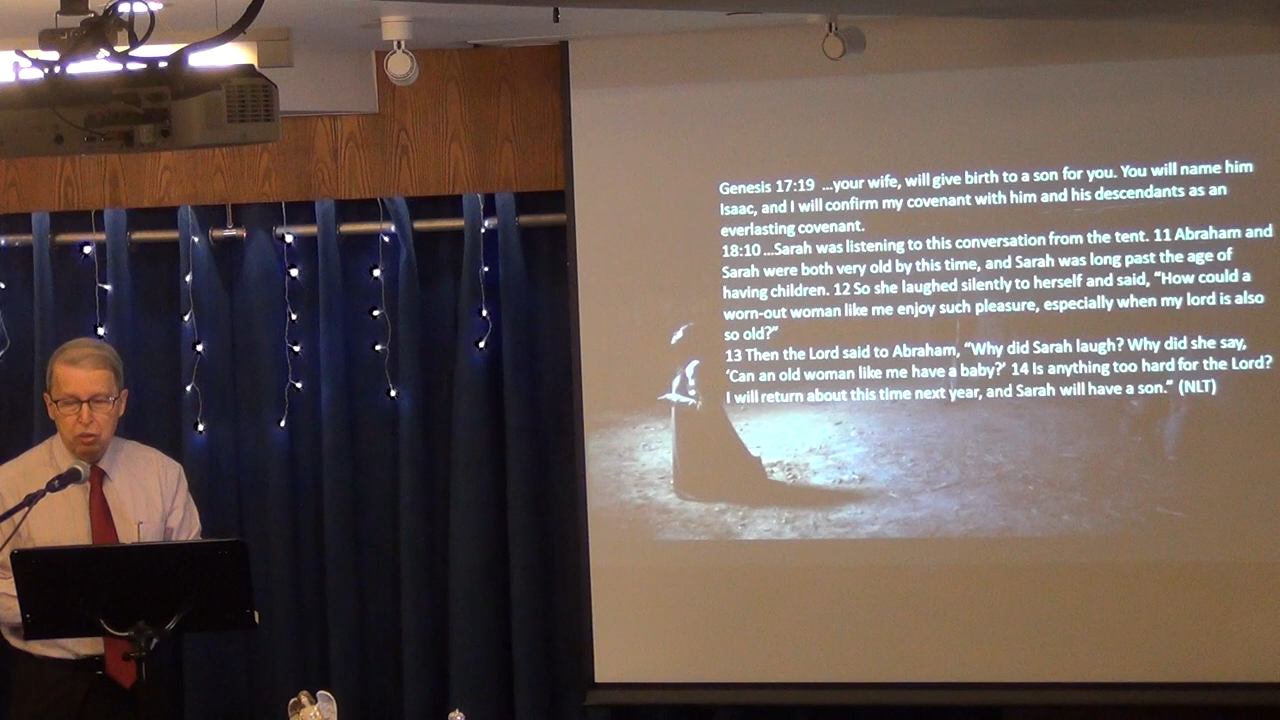 Genesis 17:19 ...your wife, will give birth to a son for you. You will name him
Isaac, and I will confirm my covenant with him and his descendants as an
everlasting covenant.
18:10 ...Sarah was listening to this conversation from the tent. 11 Abraham and
Sarah were both very old by this time, and Sarah was long past the age of
having children. 12 So she laughed silently to herself and said, “How could a
worn-out woman like me enjoy such pleasure, especially when my lord is also
so old?”
13 Then the Lord said to Abraham, “Why did Sarah laugh? Why did she say,
‘Can an old woman like me have a baby?’ 14 Is anything too hard for the Lord?
I will return about this time next year, and Sarah will have a son.” (NLT)